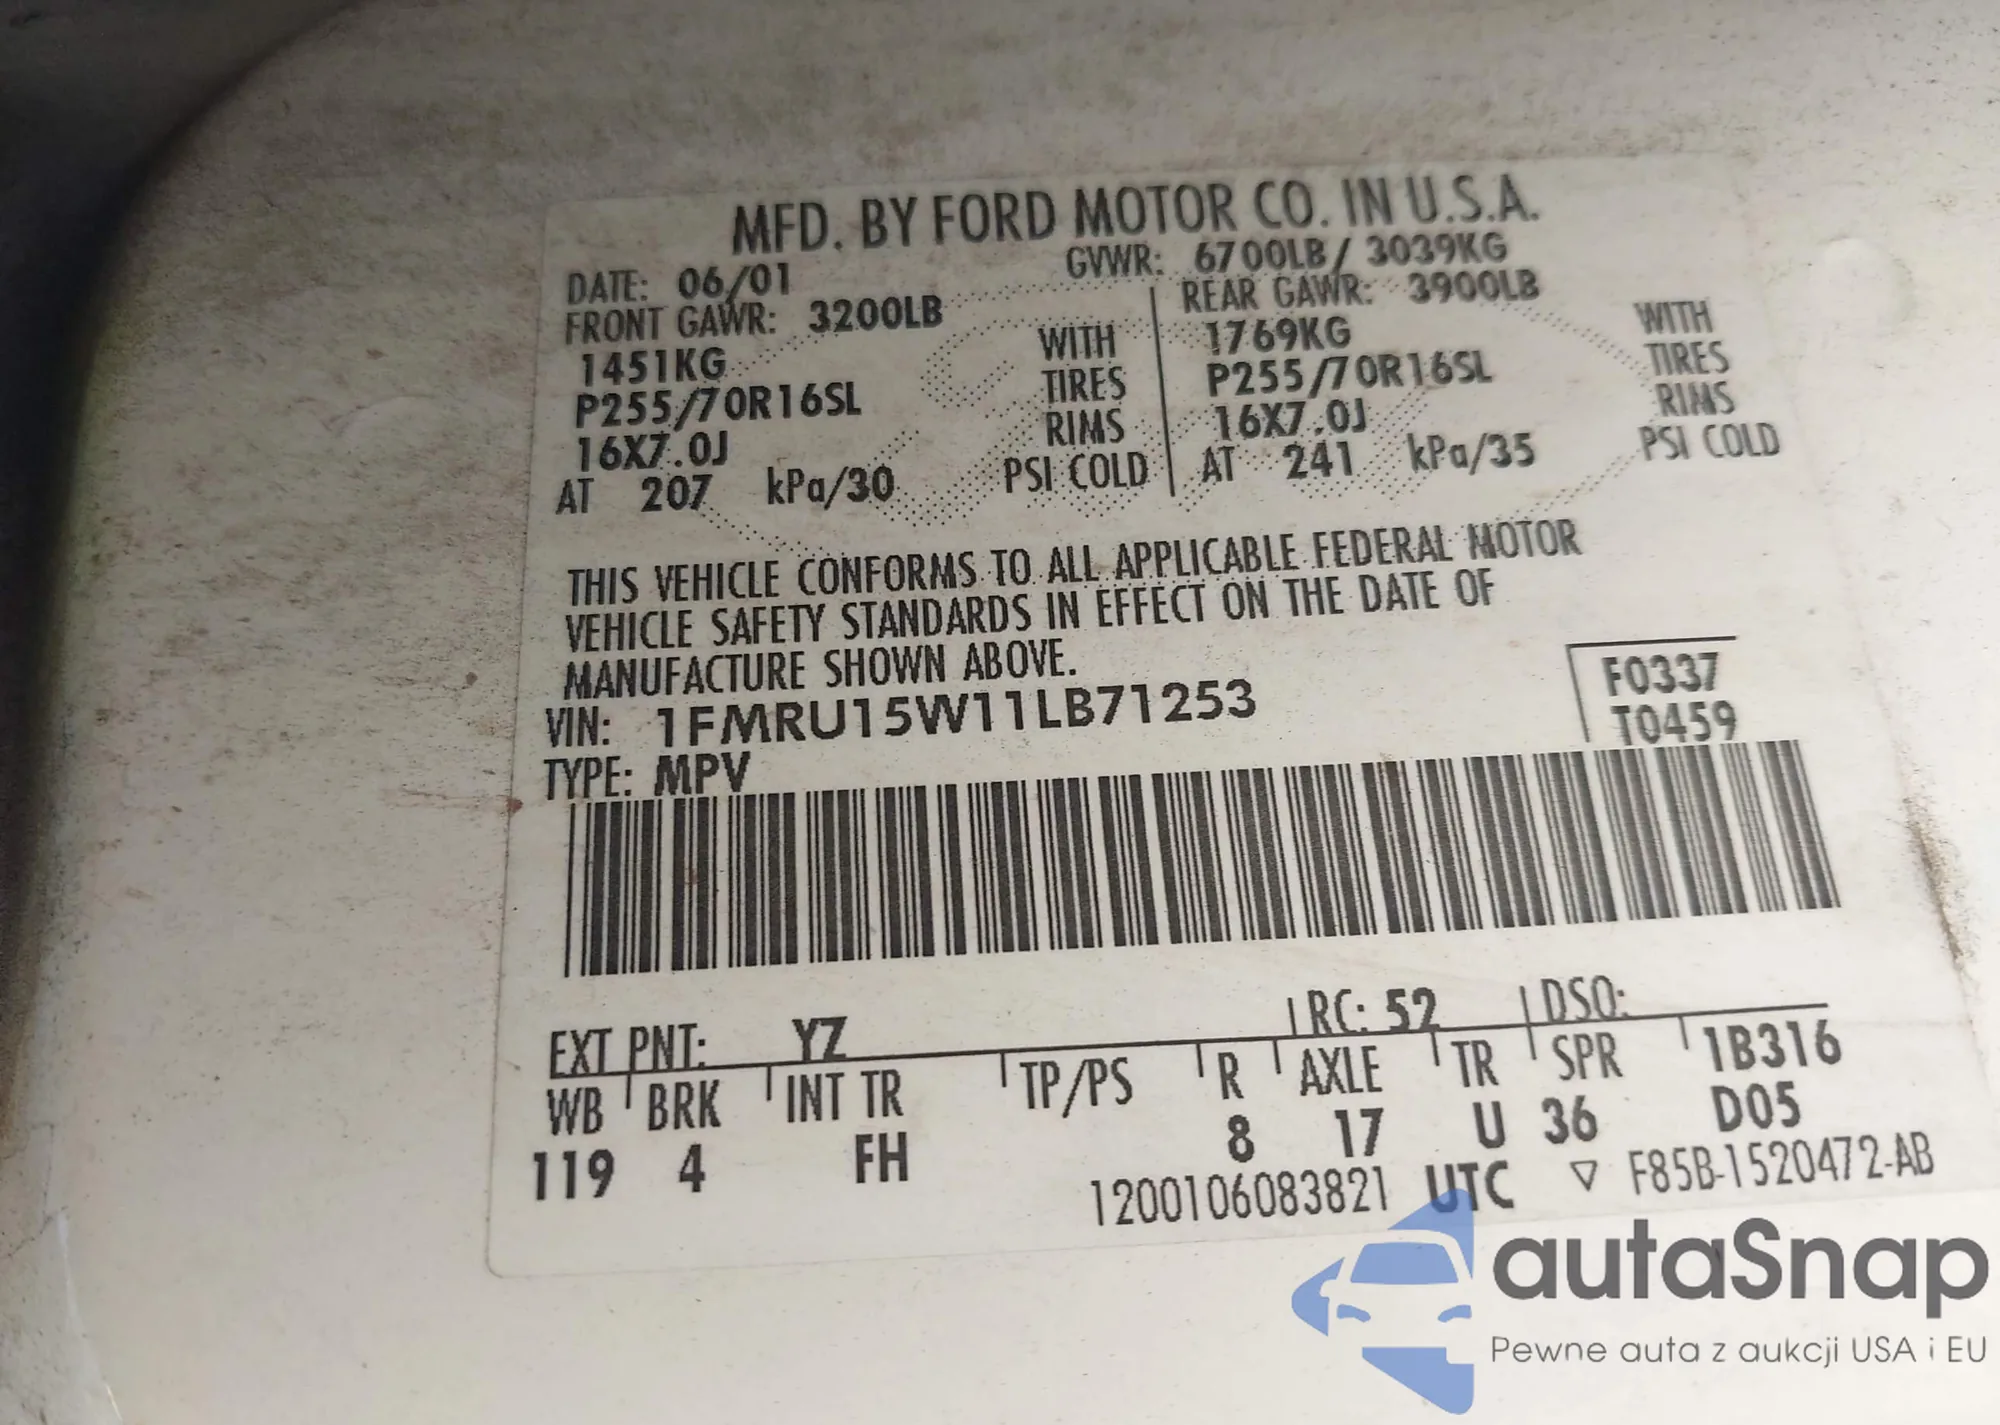 MFD. BY FORD MOTOR CO. IN U.S.A.
DATE: 06/01 GVWR: 6700LB / 3039KG
FRONT GAWR: 3200LB REAR GAWR: 3900LB
1451KG WITH 1769KG WITH
P255/70R16SL TIRES P255/70R16SL TIRES
16X7.0J RIMS 16X7.0J RIMS
AT 207 kPa/30 PSI COLD AT 241 kPa/35 PSI COLD
THIS VEHICLE CONFORMS TO ALL APPLICABLE FEDERAL MOTOR
VEHICLE SAFETY STANDARDS IN EFFECT ON THE DATE OF
MANUFACTURE SHOWN ABOVE.
F0337
VIN: 1FMRU15W11LB71253 T0459
TYPE: MPV
EXT PNT: YZ RC: 52 DSO:
WB BRK INT TR TP/PS R AXLE TR SPR 1B316
119 4 FH 8 17 U 36 D05
1200106083821 UTC ▽ F85B-1520472-AB
autaSnap
Pewne auta z aukcji USA i EU